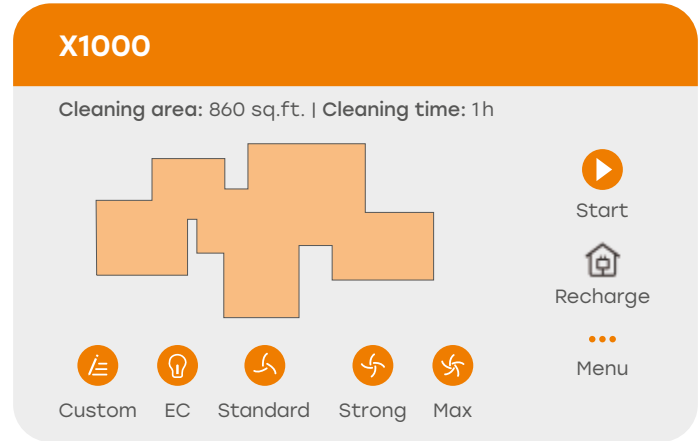 X1000
Cleaning area: 860 sq.ft. | Cleaning time: 1h
Start
Recharge
Menu
Custom EC Standard Strong Max